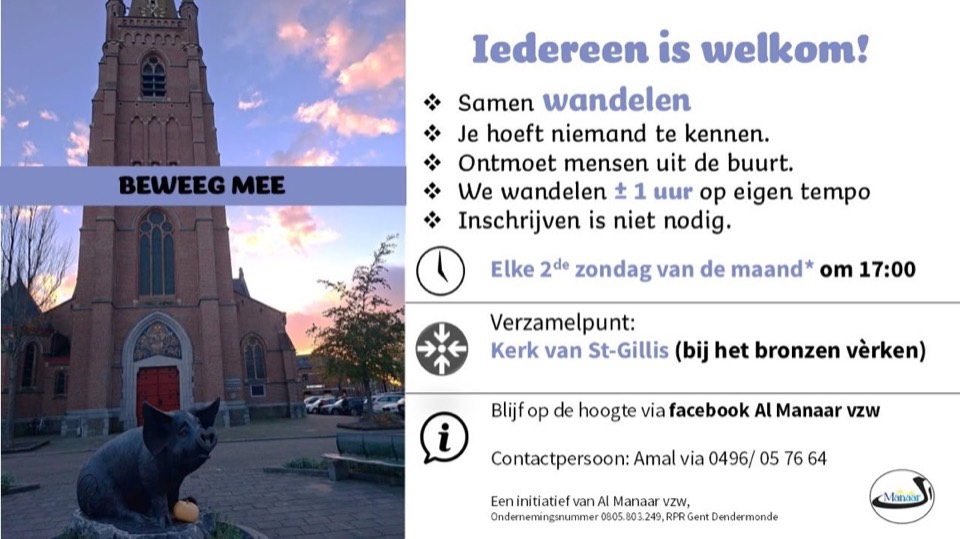 BEWEEG MEE
Iedereen is welkom!
❖ Samen wandelen
❖ Je hoeft niemand te kennen.
❖ Ontmoet mensen uit de buurt.
❖ We wandelen ± 1 uur op eigen tempo
❖ Inschrijven is niet nodig.
Elke 2de zondag van de maand* om 17:00
Verzamelpunt:
Kerk van St-Gillis (bij het bronzen vèrken)
Blijf op de hoogte via facebook Al Manaar vzw
Contactpersoon: Amal via 0496/ 05 76 64
Een initiatief van Al Manaar vzw,
Ondernemingsnummer 0805.803.249, RPR Gent Dendermonde
Manaar